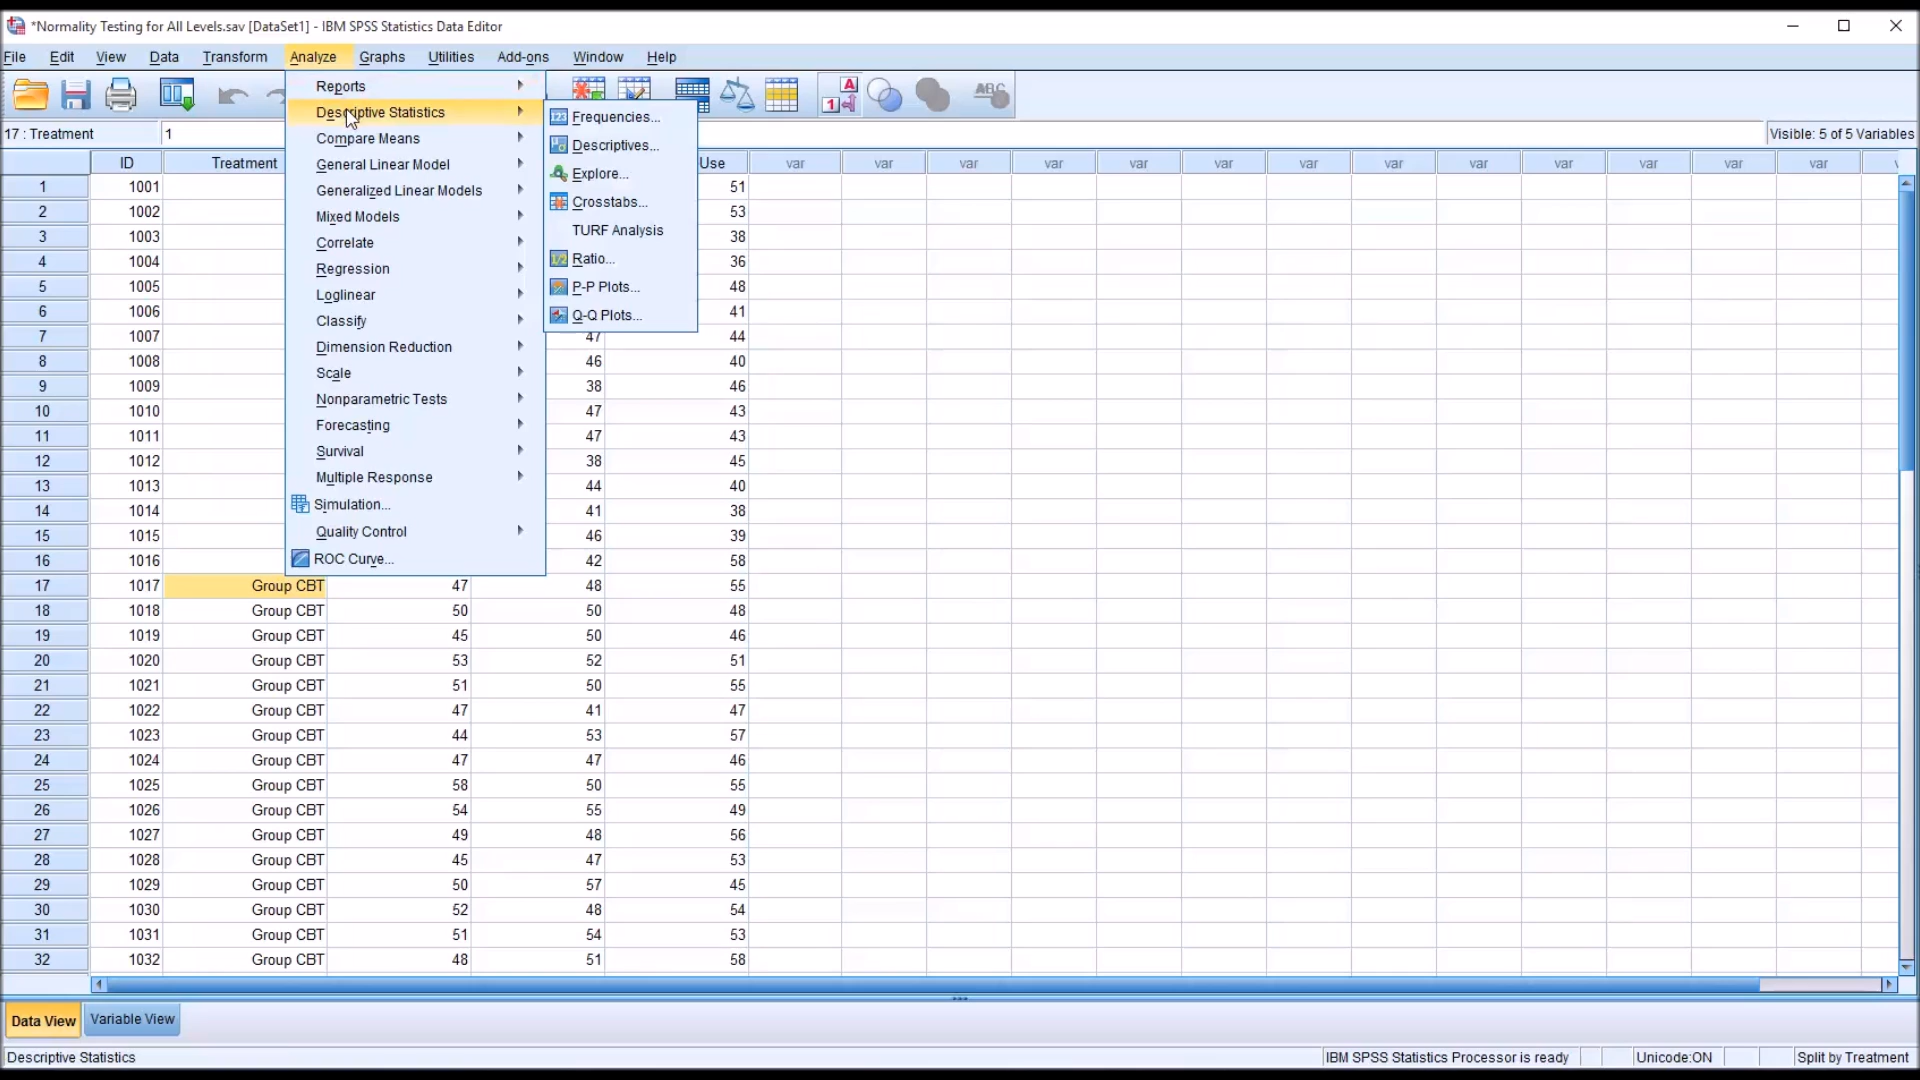 *Normality Testing for All Levels.sav [DataSet1] - IBM SPSS Statistics Data Editor
File Edit View Data Transform Analyze Graphs Utilities Add-ons Window Help
17 : Treatment 1 Visible: 5 of 5 Variables
Reports
Descriptive Statistics
Compare Means
General Linear Model
Generalized Linear Models
Mixed Models
Correlate
Regression
Loglinear
Classify
Dimension Reduction
Scale
Nonparametric Tests
Forecasting
Survival
Multiple Response
Simulation...
Quality Control
ROC Curve...
Frequencies...
Descriptives...
Explore...
Crosstabs...
TURF Analysis
Ratio...
P-P Plots...
Q-Q Plots...
A
1
ABC
ID Treatment Use var var var var var var var var var var var var var
1 1001 51
2 1002 53
3 1003 38
4 1004 36
5 1005 48
6 1006 41
7 1007 47 44
8 1008 46 40
9 1009 38 46
10 1010 47 43
11 1011 47 43
12 1012 38 45
13 1013 44 40
14 1014 41 38
15 1015 46 39
16 1016 42 58
17 1017 Group CBT 47 48 55
18 1018 Group CBT 50 50 48
19 1019 Group CBT 45 50 46
20 1020 Group CBT 53 52 51
21 1021 Group CBT 51 50 55
22 1022 Group CBT 47 41 47
23 1023 Group CBT 44 53 57
24 1024 Group CBT 47 47 46
25 1025 Group CBT 58 50 55
26 1026 Group CBT 54 55 49
27 1027 Group CBT 49 48 56
28 1028 Group CBT 45 47 53
29 1029 Group CBT 50 57 45
30 1030 Group CBT 52 48 54
31 1031 Group CBT 51 54 53
32 1032 Group CBT 48 51 58
Data View Variable View
Descriptive Statistics IBM SPSS Statistics Processor is ready Unicode:ON Split by Treatment